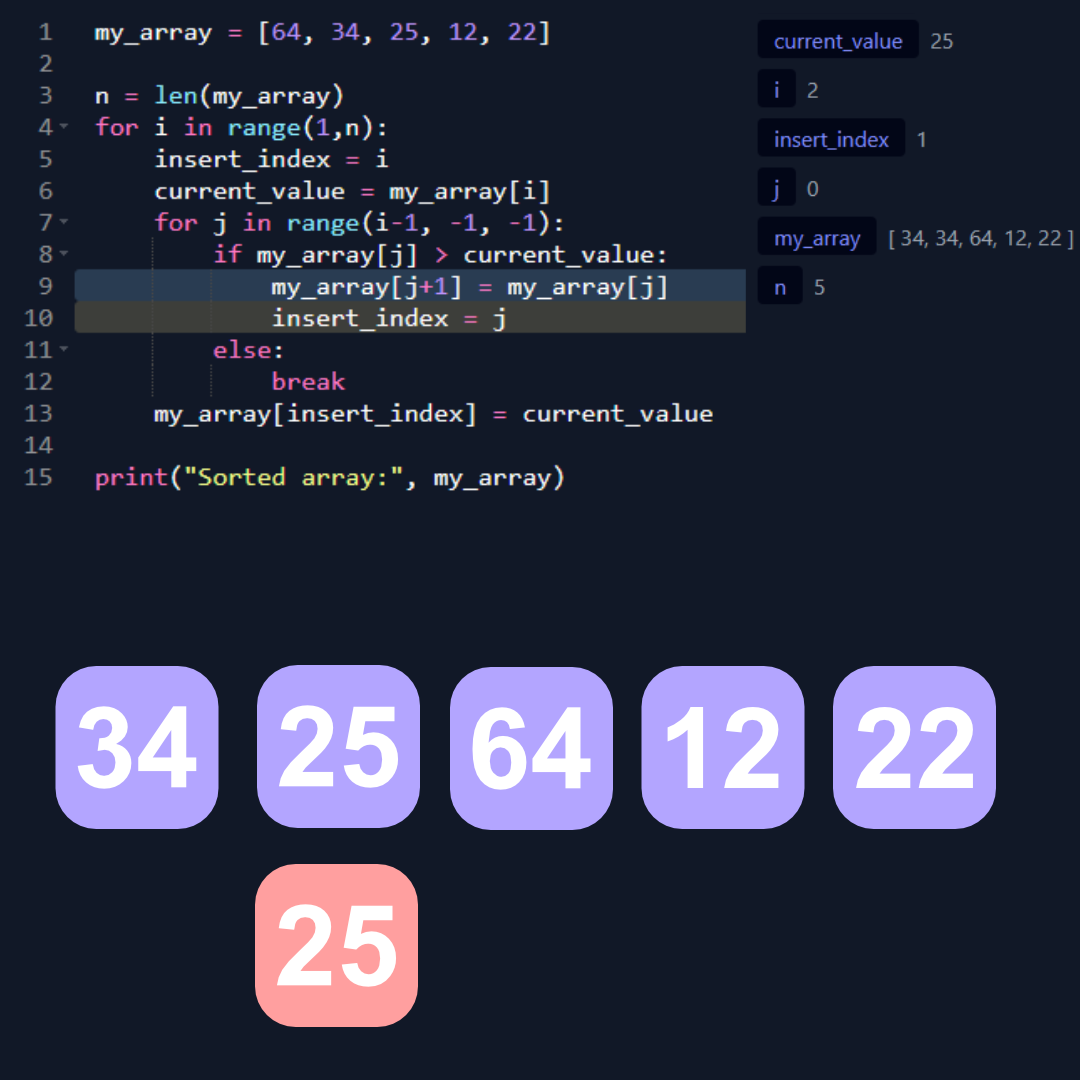 1 my_array = [64, 34, 25, 12, 22]
2
3 n = len(my_array)
4 for i in range(1,n):
5     insert_index = i
6     current_value = my_array[i]
7     for j in range(i-1, -1, -1):
8         if my_array[j] > current_value:
9             my_array[j+1] = my_array[j]
10             insert_index = j
11         else:
12             break
13     my_array[insert_index] = current_value
14
15 print("Sorted array:", my_array)
current_value 25
i 2
insert_index 1
j 0
my_array [ 34, 34, 64, 12, 22 ]
n 5
34 25 64 12 22
25